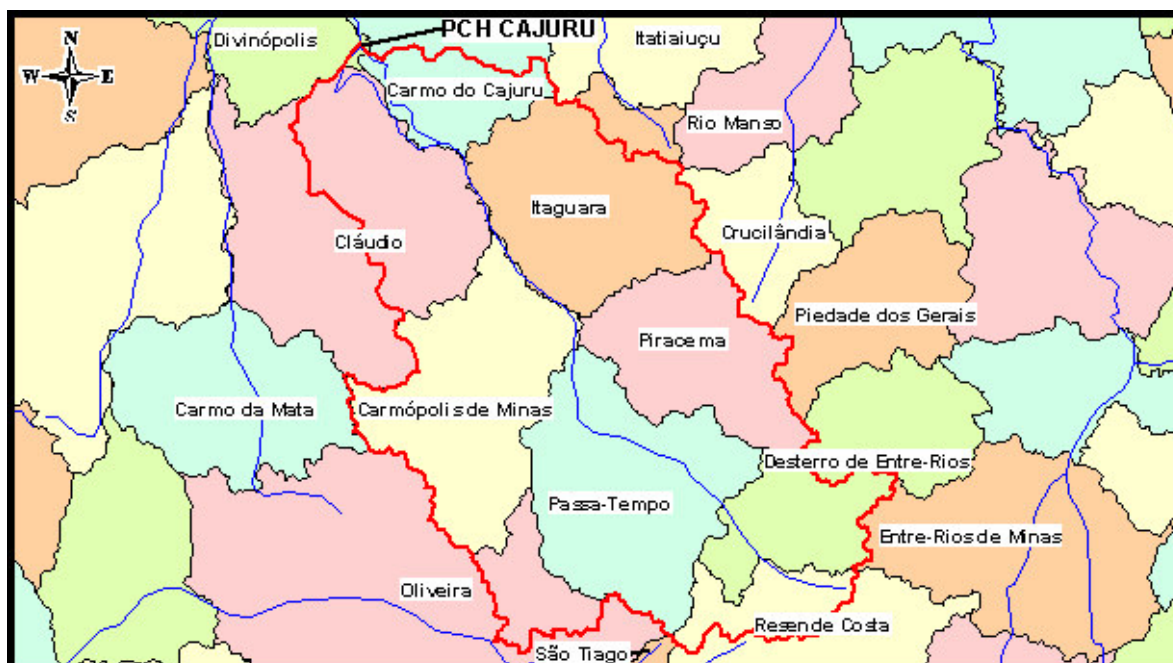 PCH CAJURU
Divinópolis
Itatiaiuçu
N
W E
S
Carmo do Cajuru
Rio Manso
Itaguara
Crucilândia
Cláudio
Piedade dos Gerais
Piracema
Carmo da Mata
Carmópolis de Minas
Desterro de Entre-Rios
Passa-Tempo
Entre-Rios de Minas
Oliveira
Resende Costa
São Tiago